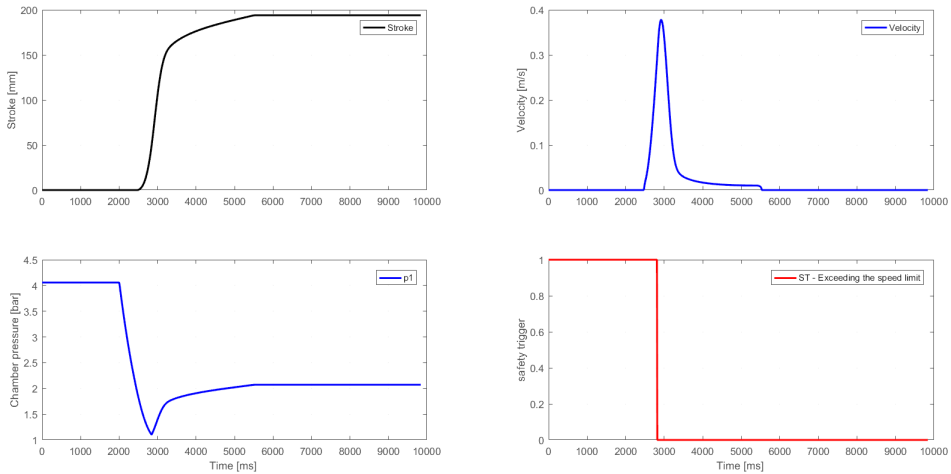 200
150
100
50
0
Stroke [mm]
Stroke
0 1000 2000 3000 4000 5000 6000 7000 8000 9000 10000
0.4
0.3
0.2
0.1
0
Velocity [m/s]
Velocity
0 1000 2000 3000 4000 5000 6000 7000 8000 9000 10000
4.5
4
3.5
3
2.5
2
1.5
1
Chamber pressure [bar]
p1
0 1000 2000 3000 4000 5000 6000 7000 8000 9000 10000
Time [ms]
1
0.8
0.6
0.4
0.2
0
safety trigger
ST - Exceeding the speed limit
0 1000 2000 3000 4000 5000 6000 7000 8000 9000 10000
Time [ms]